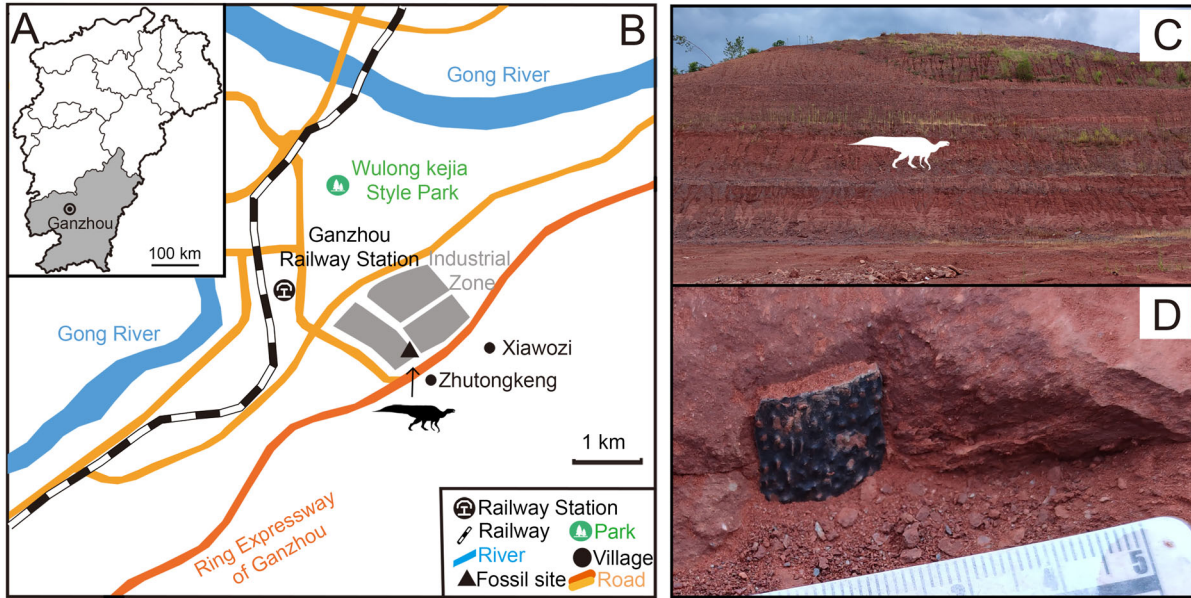 A
Ganzhou
100 km
B
Gong River
Wulong kejia
Style Park
Ganzhou
Railway Station
Industrial
Zone
Gong River
Xiawozi
Zhutongkeng
1 km
Ring Expressway
of Ganzhou
Railway Station
Railway
Park
River
Village
Fossil site
Road
C
D
4
5